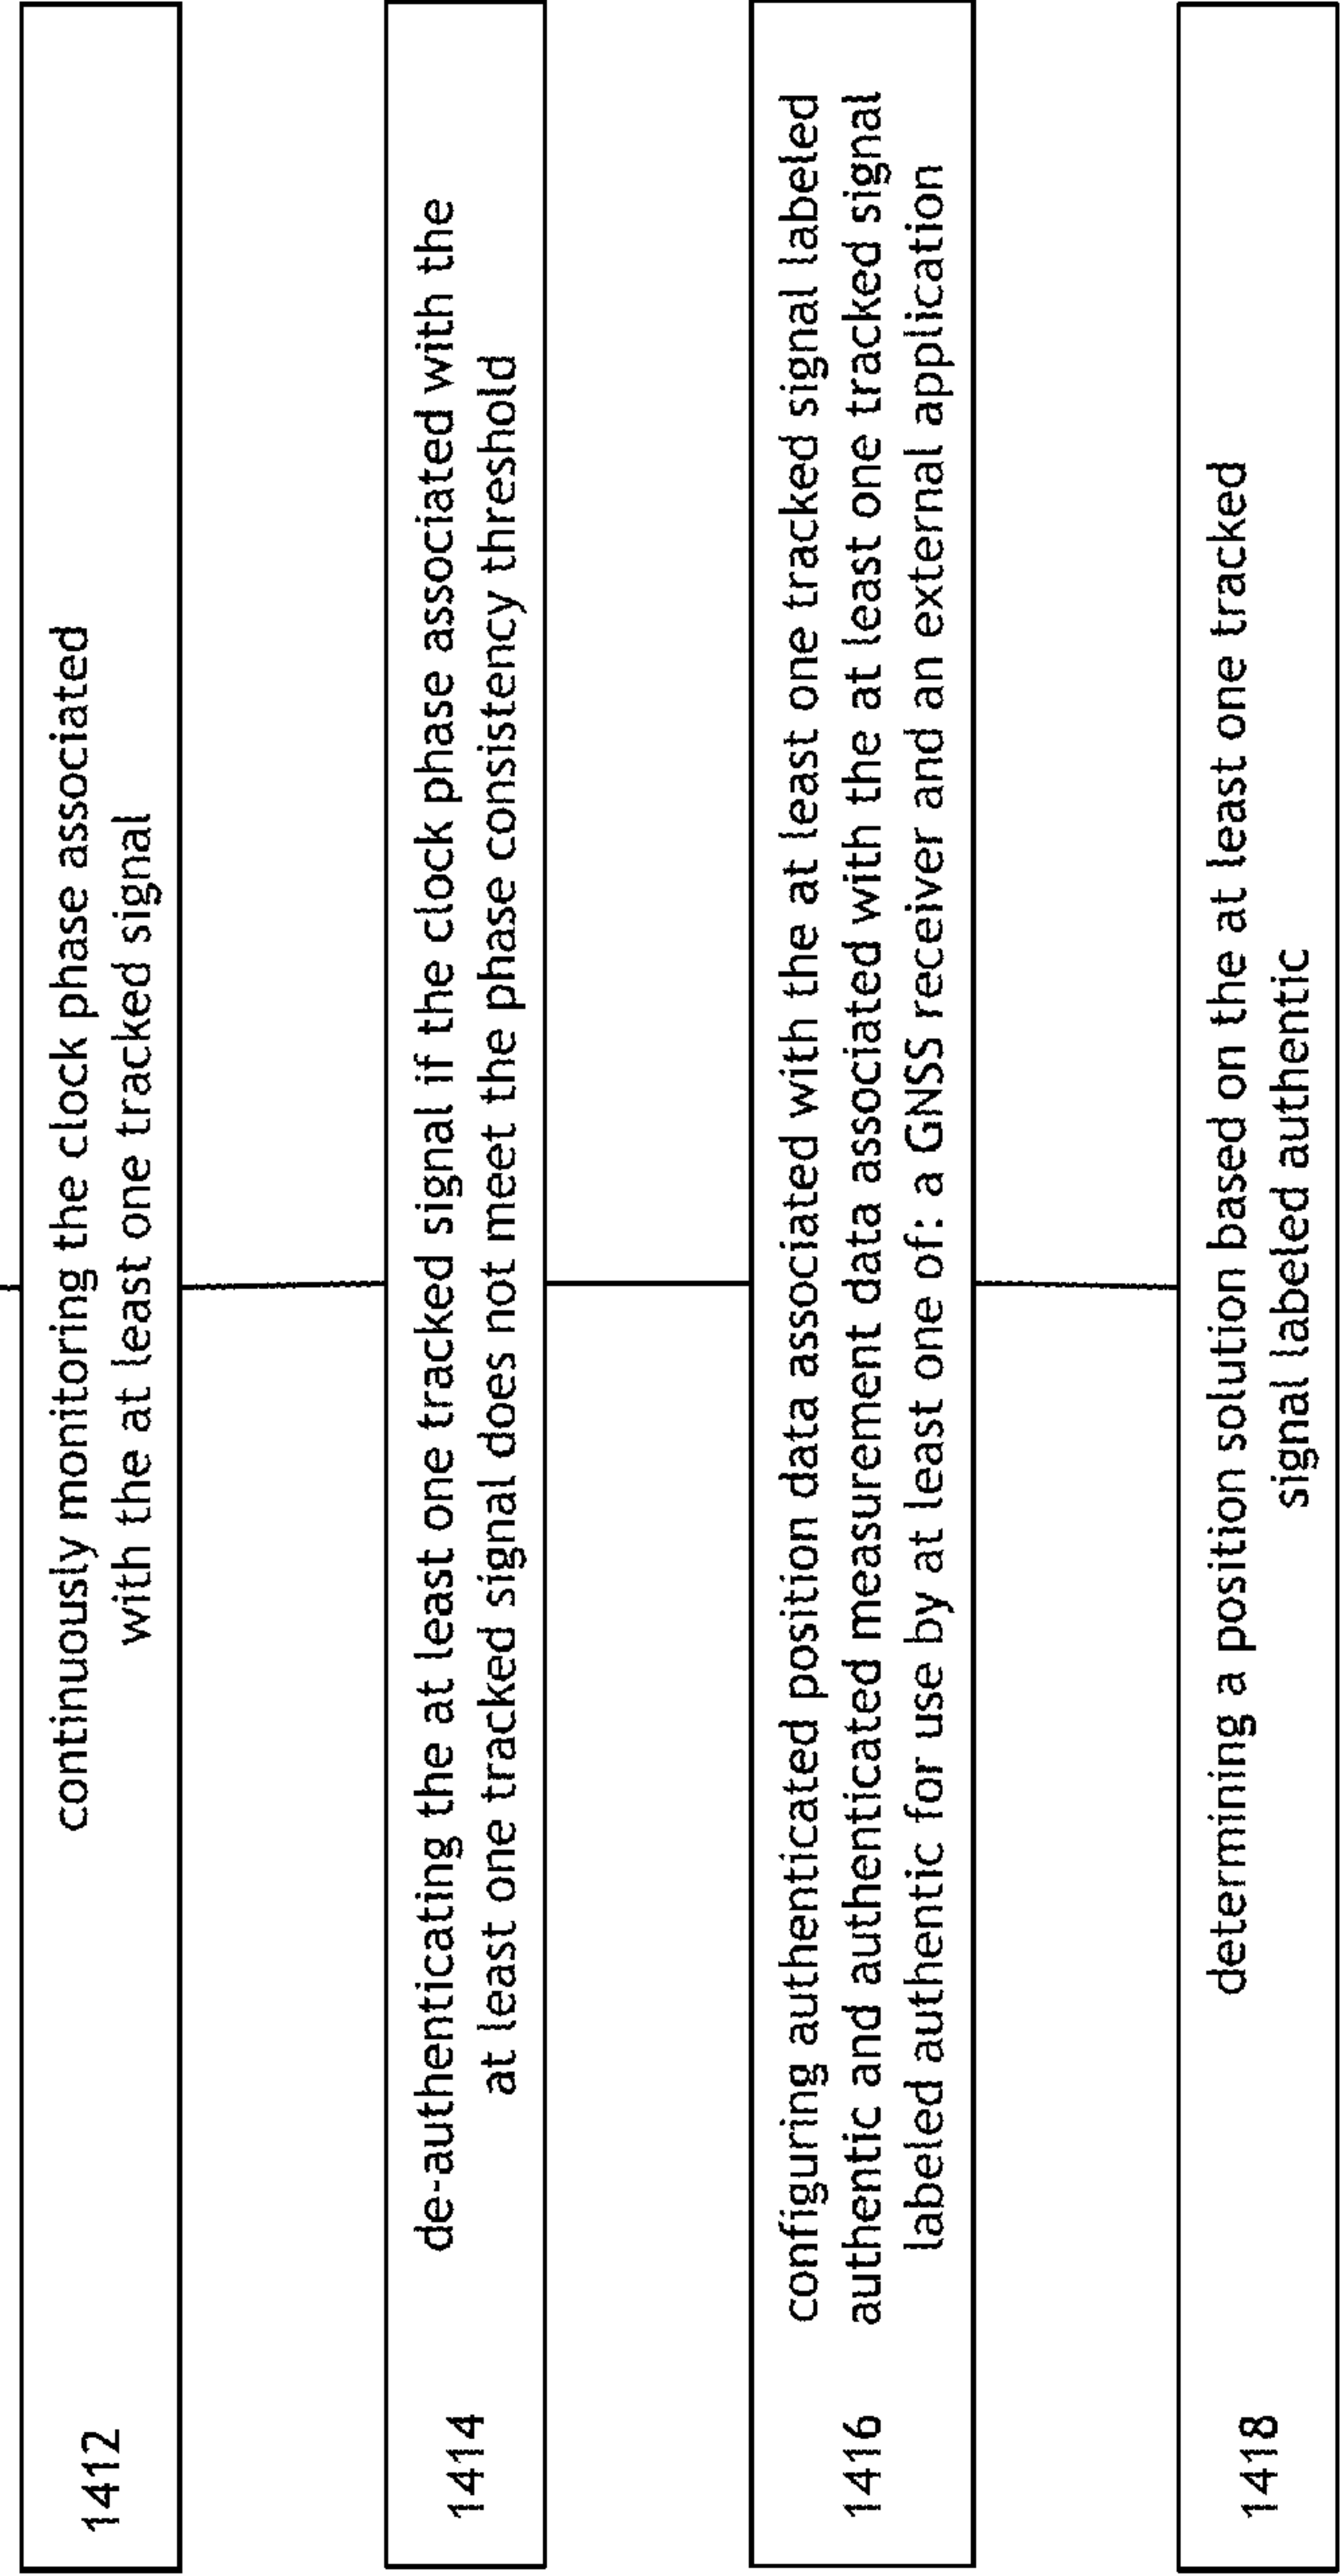 1412
continuously monitoring the clock phase associated
with the at least one tracked signal
1414
de-authenticating the at least one tracked signal if the clock phase associated with the
at least one tracked signal does not meet the phase consistency threshold
1416
configuring authenticated position data associated with the at least one tracked signal labeled
authentic and authenticated measurement data associated with the at least one tracked signal
labeled authentic for use by at least one of: a GNSS receiver and an external application
1418
determining a position solution based on the at least one tracked
signal labeled authentic